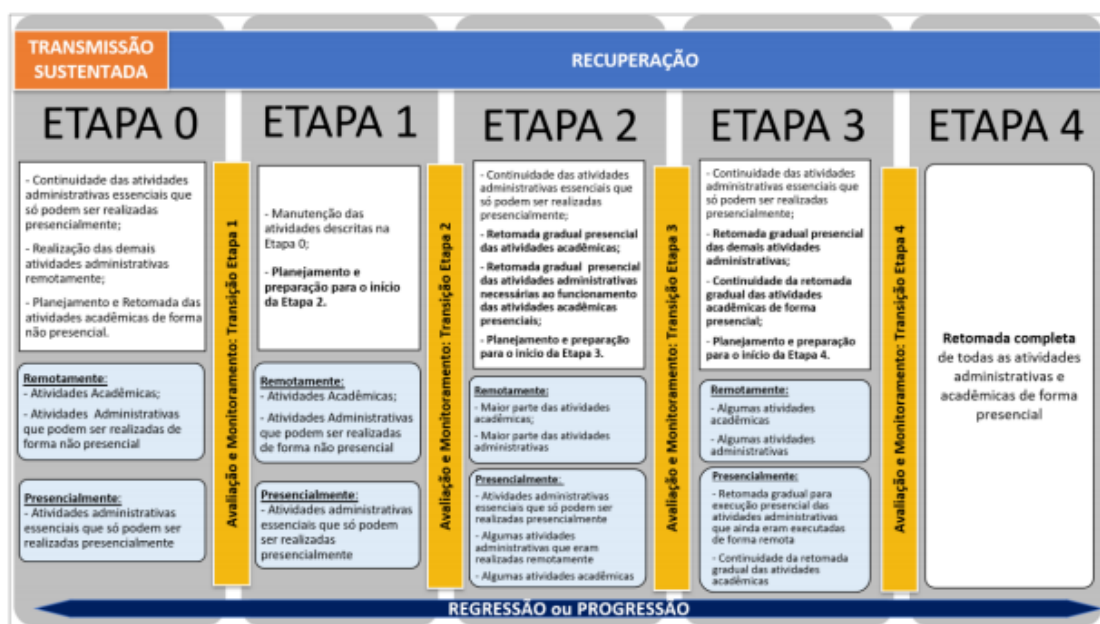 TRANSMISSÃO
SUSTENTADA
RECUPERAÇÃO
ETAPA 0
- Continuidade das atividades
administrativas essenciais que
só podem ser realizadas
presencialmente;
- Realização das demais
atividades administrativas
remotamente;
- Planejamento e Retomada das
atividades acadêmicas de forma
não presencial.
Remotamente:
- Atividades Acadêmicas;
- Atividades Administrativas
que podem ser realizadas de
forma não presencial
Presencialmente:
- Atividades administrativas
essenciais que só podem ser
realizadas presencialmente
Avaliação e Monitoramento: Transição Etapa 1
ETAPA 1
- Manutenção das
atividades descritas na
Etapa 0;
- Planejamento e
preparação para o início
da Etapa 2.
Remotamente:
- Atividades Acadêmicas;
- Atividades Administrativas
que podem ser realizadas
de forma não presencial
Presencialmente:
- Atividades administrativas
essenciais que só podem
ser realizadas
presencialmente
Avaliação e Monitoramento: Transição Etapa 2
ETAPA 2
- Continuidade das atividades
administrativas essenciais que
só podem ser realizadas
presencialmente;
- Retomada gradual presencial
das atividades acadêmicas;
- Retomada gradual presencial
das atividades administrativas
necessárias ao funcionamento
das atividades acadêmicas
presenciais;
- Planejamento e preparação
para o início da Etapa 3.
Remotamente:
- Maior parte das atividades
acadêmicas;
- Maior parte das atividades
administrativas
Presencialmente:
- Atividades administrativas
essenciais que só podem ser
realizadas presencialmente
- Algumas atividades
administrativas que eram
realizadas remotamente
- Algumas atividades acadêmicas
Avaliação e Monitoramento: Transição Etapa 3
ETAPA 3
- Continuidade das atividades
administrativas essenciais que
só podem ser realizadas
presencialmente;
- Retomada gradual presencial
das demais atividades
administrativas;
- Continuidade da retomada
gradual das atividades
acadêmicas de forma
presencial;
- Planejamento e preparação
para o início da Etapa 4.
Remotamente:
- Algumas atividades
acadêmicas
- Algumas atividades
administrativas
Presencialmente:
- Retomada gradual para
execução presencial das
atividades administrativas
que ainda eram executadas
de forma remota
- Continuidade da retomada
gradual das atividades
acadêmicas
Avaliação e Monitoramento: Transição Etapa 4
ETAPA 4
Retomada completa
de todas as atividades
administrativas e
acadêmicas de forma
presencial
REGRESSÃO ou PROGRESSÃO